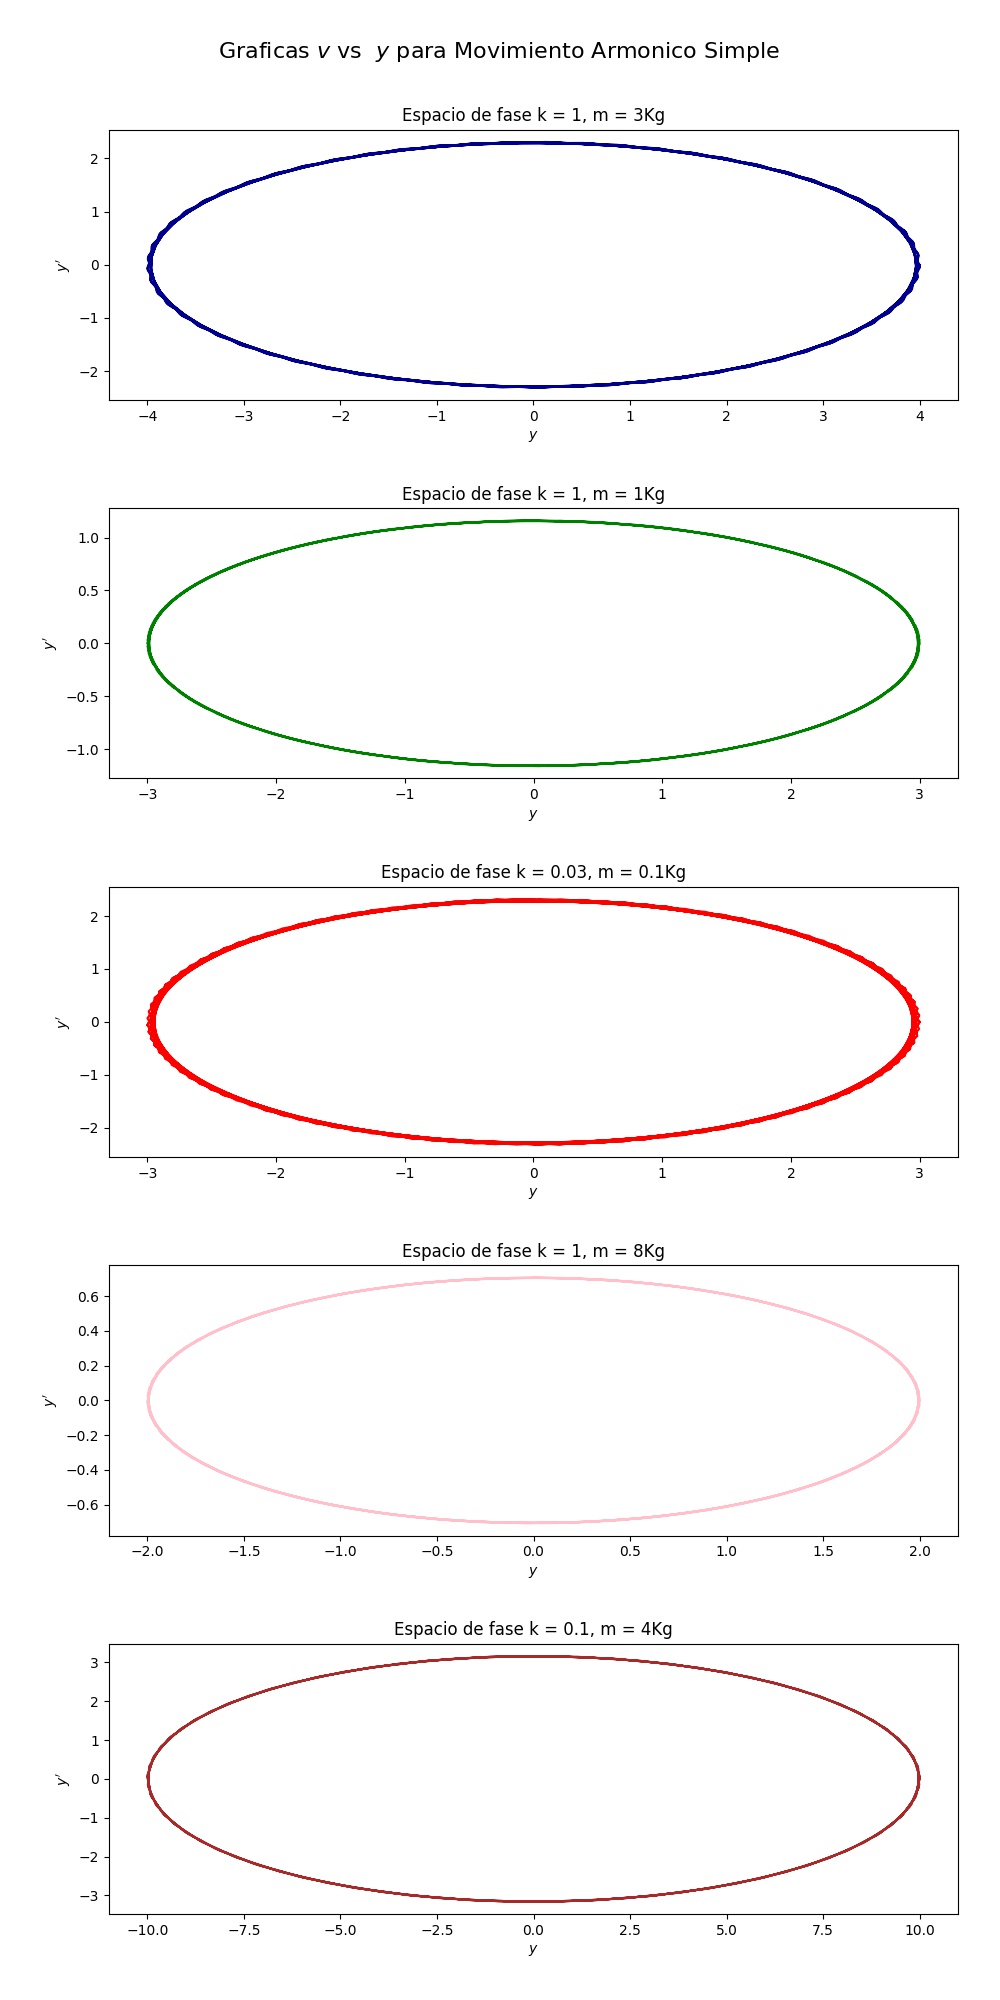 Graficas v vs y para Movimiento Armonico Simple
Espacio de fase k = 1, m = 3Kg
2
1
0
−1
−2
y′
−4 −3 −2 −1 0 1 2 3 4
y
Espacio de fase k = 1, m = 1Kg
1.0
0.5
0.0
−0.5
−1.0
y′
−3 −2 −1 0 1 2 3
y
Espacio de fase k = 0.03, m = 0.1Kg
2
1
0
−1
−2
y′
−3 −2 −1 0 1 2 3
y
Espacio de fase k = 1, m = 8Kg
0.6
0.4
0.2
0.0
−0.2
−0.4
−0.6
y′
−2.0 −1.5 −1.0 −0.5 0.0 0.5 1.0 1.5 2.0
y
Espacio de fase k = 0.1, m = 4Kg
3
2
1
0
−1
−2
−3
y′
−10.0 −7.5 −5.0 −2.5 0.0 2.5 5.0 7.5 10.0
y